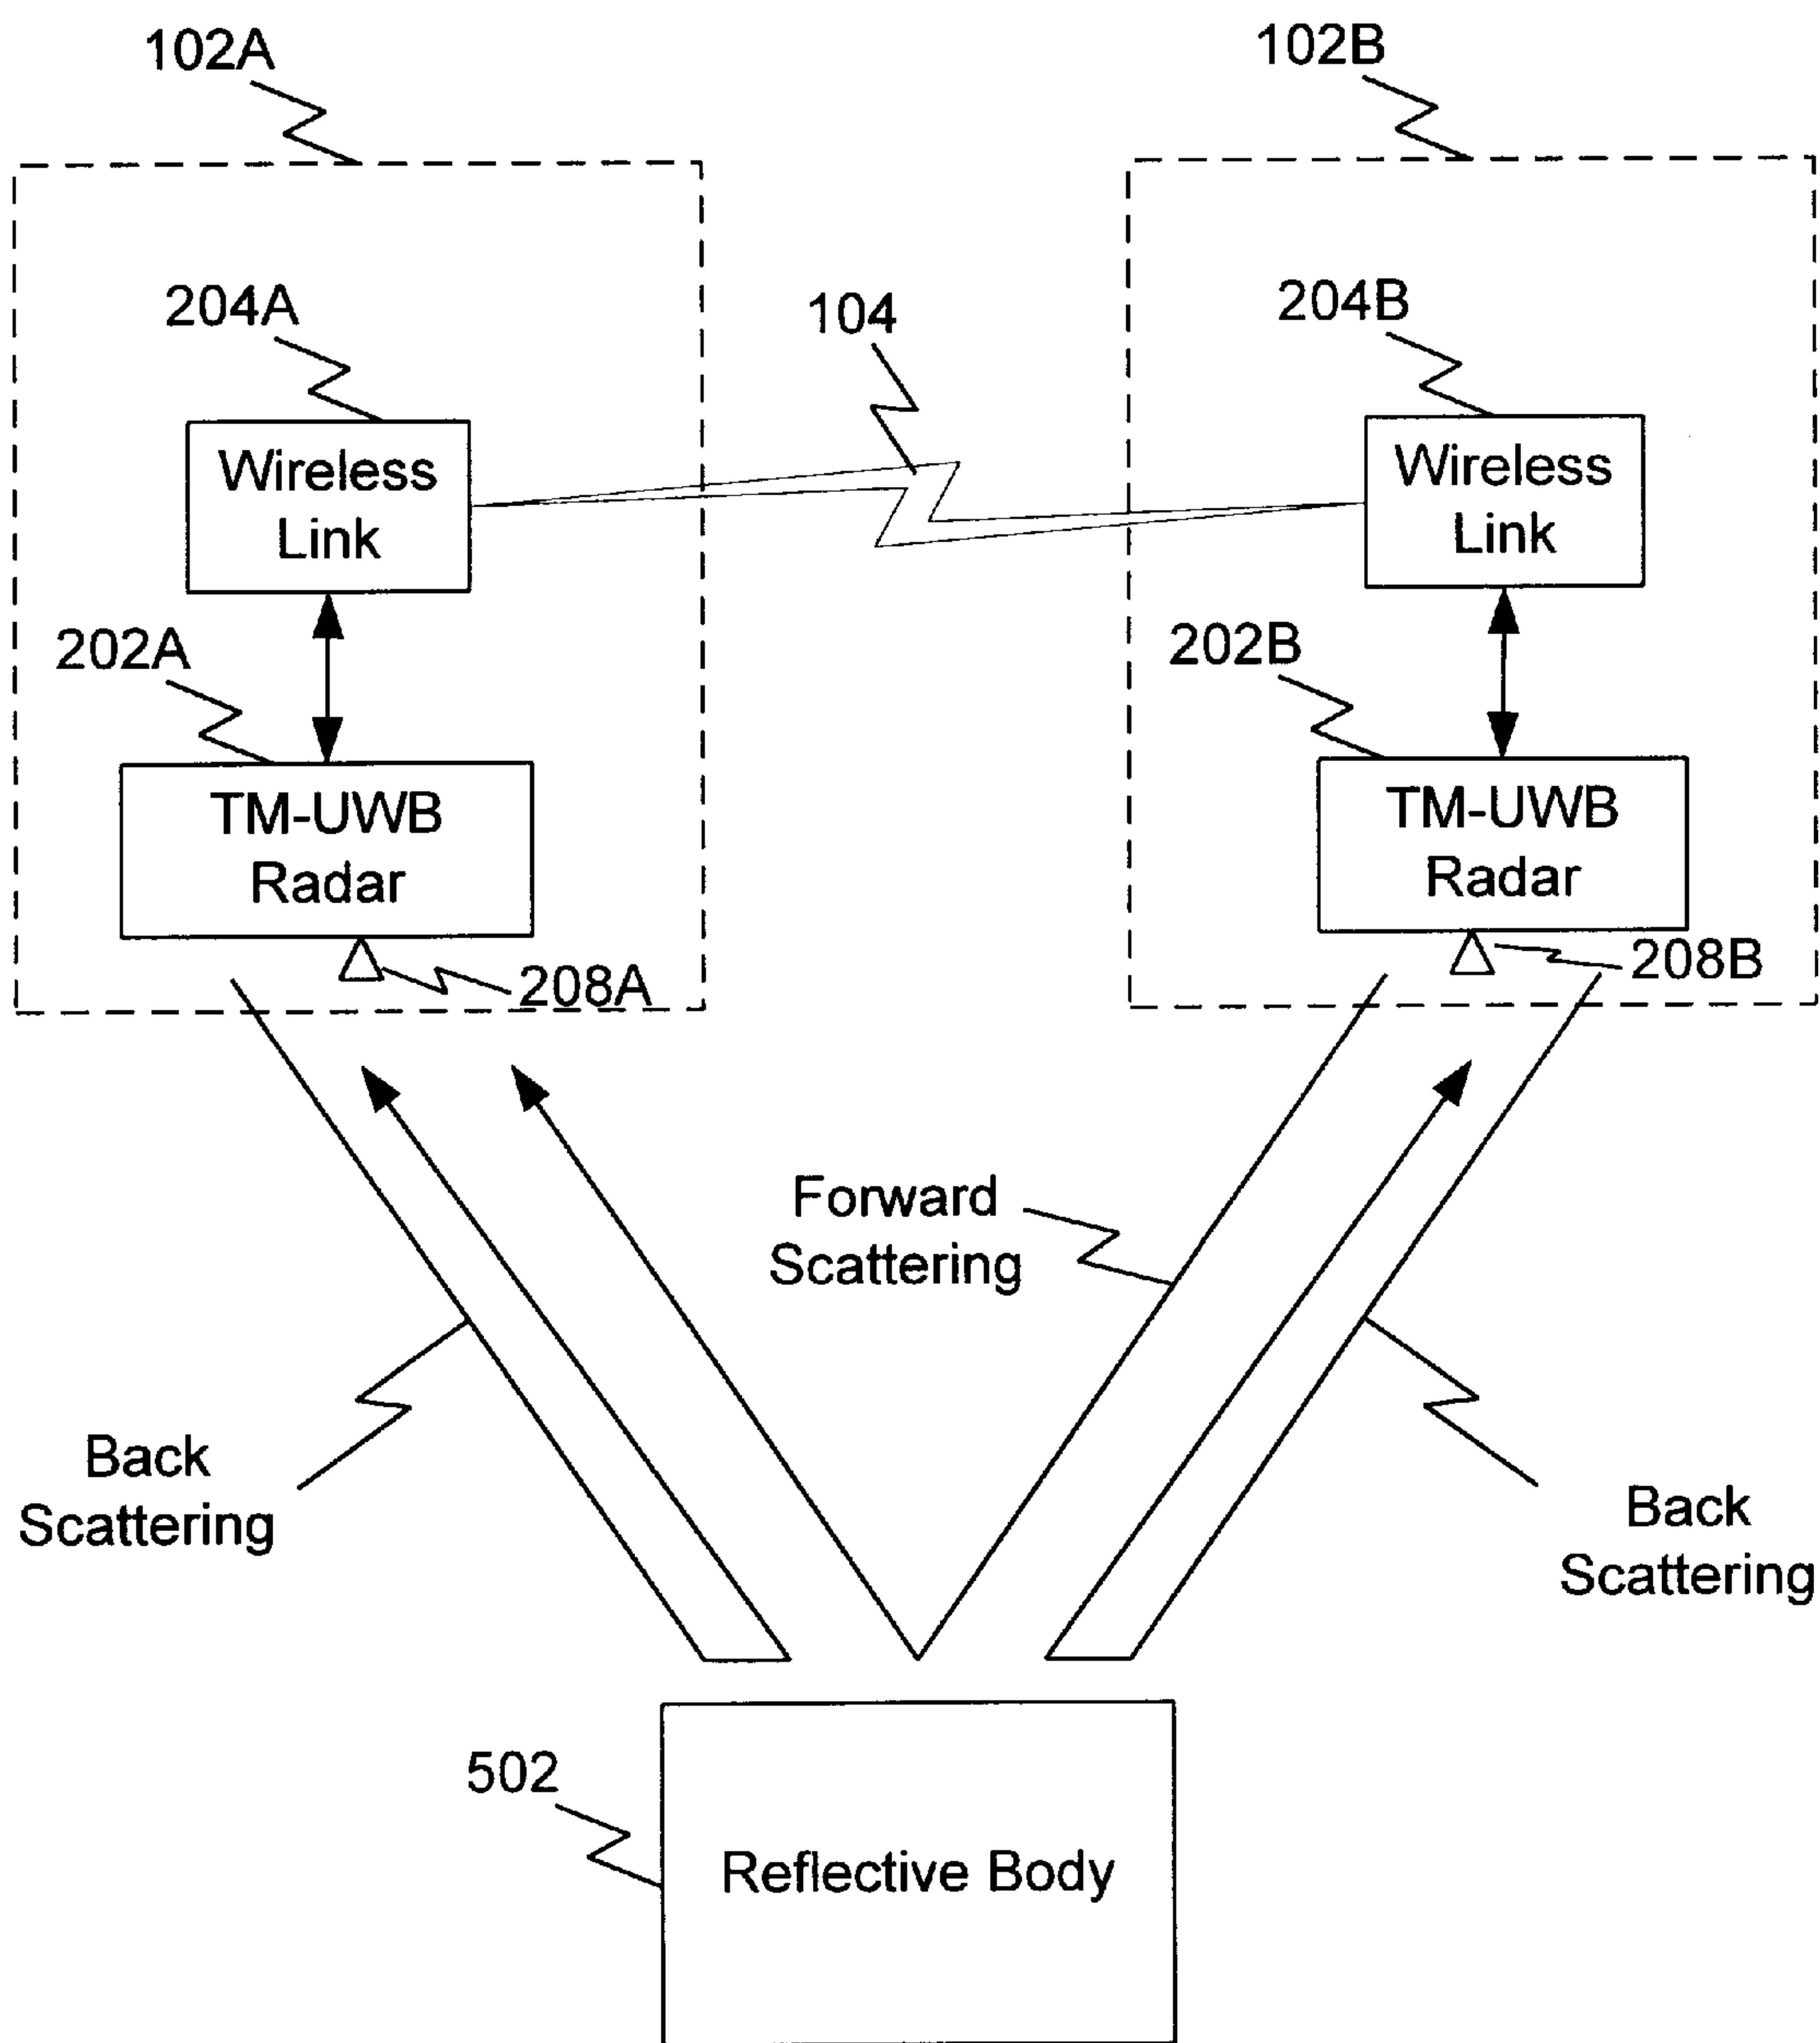 102A
102B
204A
104
204B
Wireless
Link
Wireless
Link
202A
202B
TM-UWB
Radar
TM-UWB
Radar
208A
208B
Forward
Scattering
Back
Scattering
Back
Scattering
502
Reflective Body